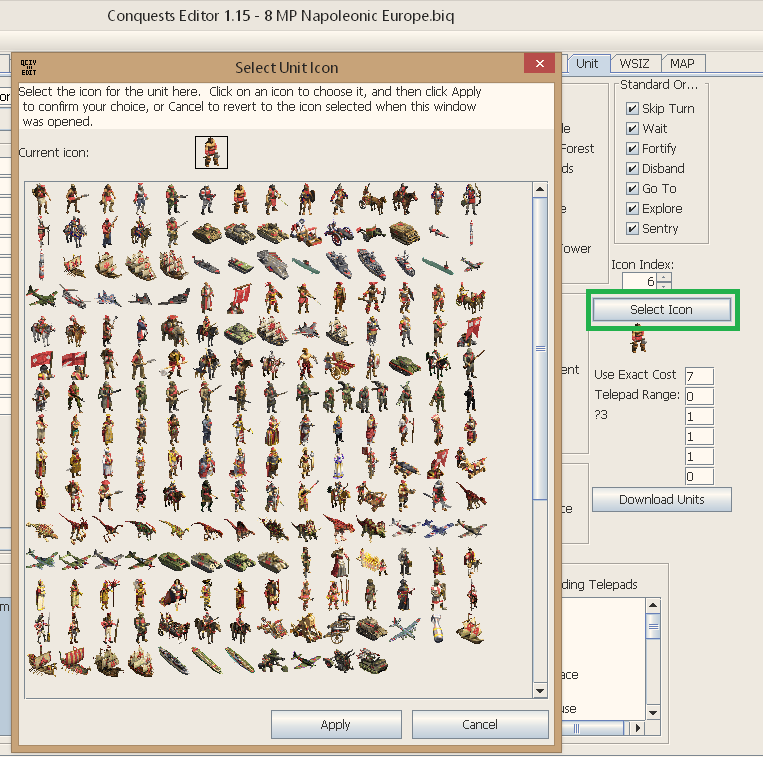 Conquests Editor 1.15 - 8 MP Napoleonic Europe.biq
QCIV
EDIT
Select Unit Icon
Unit
WSIZ
MAP
Select the icon for the unit here. Click on an icon to choose it, and then click Apply
to confirm your choice, or Cancel to revert to the icon selected when this window
was opened.
Current icon:
Standard Or...
Skip Turn
Wait
Fortify
Disband
Go To
Explore
Sentry
or
le
Forest
ds
e
ower
Icon Index:
6
Select Icon
ent
Use Exact Cost
7
Telepad Range:
0
?3
1
1
1
0
Download Units
ce
ding Telepads
m
ace
use
Apply
Cancel